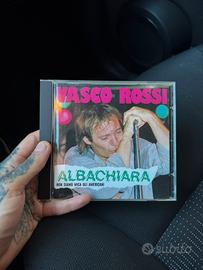 VASCO ROSSI
ALBACHIARA
NON SIAMO MICA GLI AMERICANI
subito